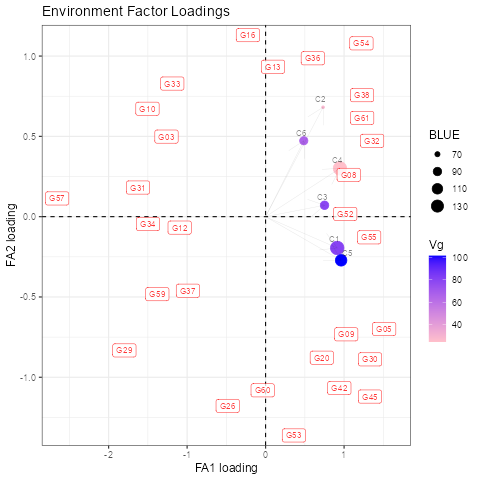 Environment Factor Loadings
G16
G54
G36
G13
G33
G38
C2
G10
G61
C6
G03
G32
C4
G08
G31
G57
C3
G52
G34
G12
G55
C1
C5
G59
G37
G09
G05
G29
G20
G30
G60
G42
G45
G26
G53
1.0
0.5
0.0
-0.5
-1.0
-2
-1
0
1
FA1 loading
FA2 loading
BLUE
70
90
110
130
Vg
100
80
60
40